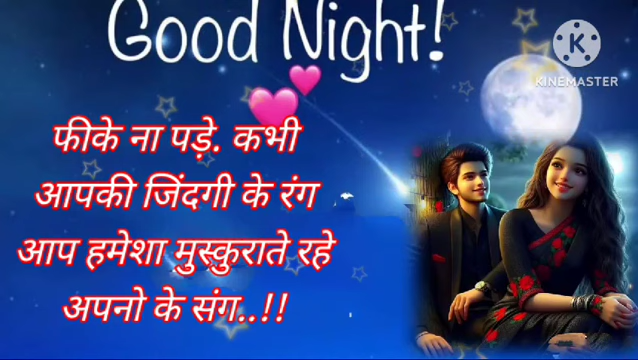 Good Night!
KINEMASTER
फीके ना पड़े. कभी
आपकी जिंदगी के रंग
आप हमेशा मुस्कुराते रहे
अपनो के संग..!!